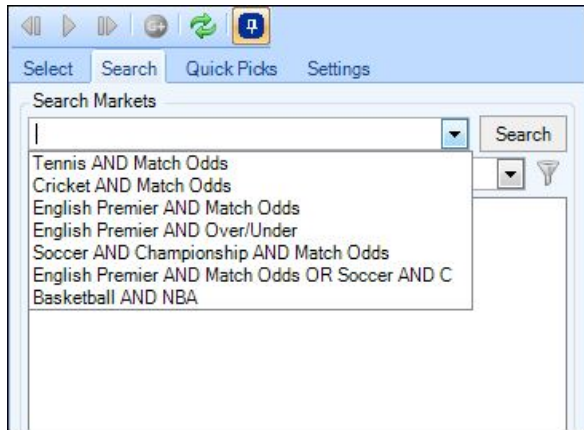 Select Search Quick Picks Settings
Search Markets
Search
Tennis AND Match Odds
Cricket AND Match Odds
English Premier AND Match Odds
English Premier AND Over/Under
Soccer AND Championship AND Match Odds
English Premier AND Match Odds OR Soccer AND C
Basketball AND NBA